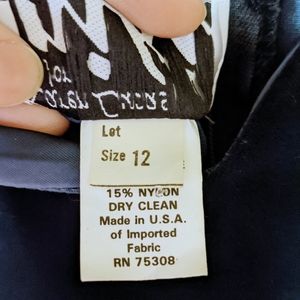 Lot
Size 12
15% NYLON
DRY CLEAN
Made in U.S.A.
of Imported
Fabric
RN 75308